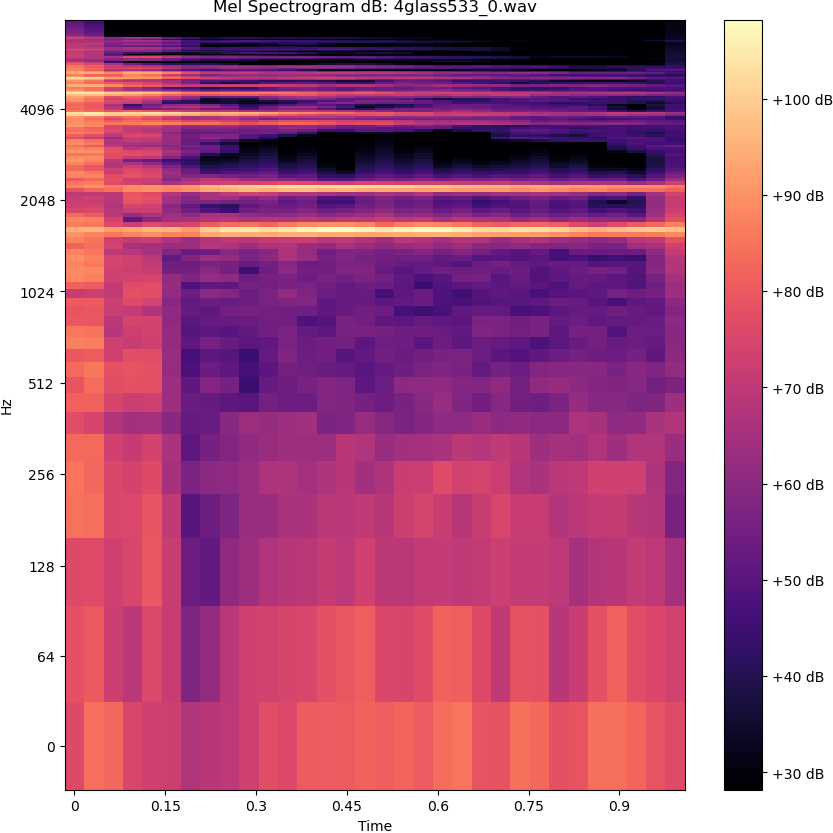 Mel Spectrogram dB: 4glass533_0.wav
4096
2048
1024
512
256
128
64
0
Hz
0
0.15
0.3
0.45
0.6
0.75
0.9
Time
+100 dB
+90 dB
+80 dB
+70 dB
+60 dB
+50 dB
+40 dB
+30 dB